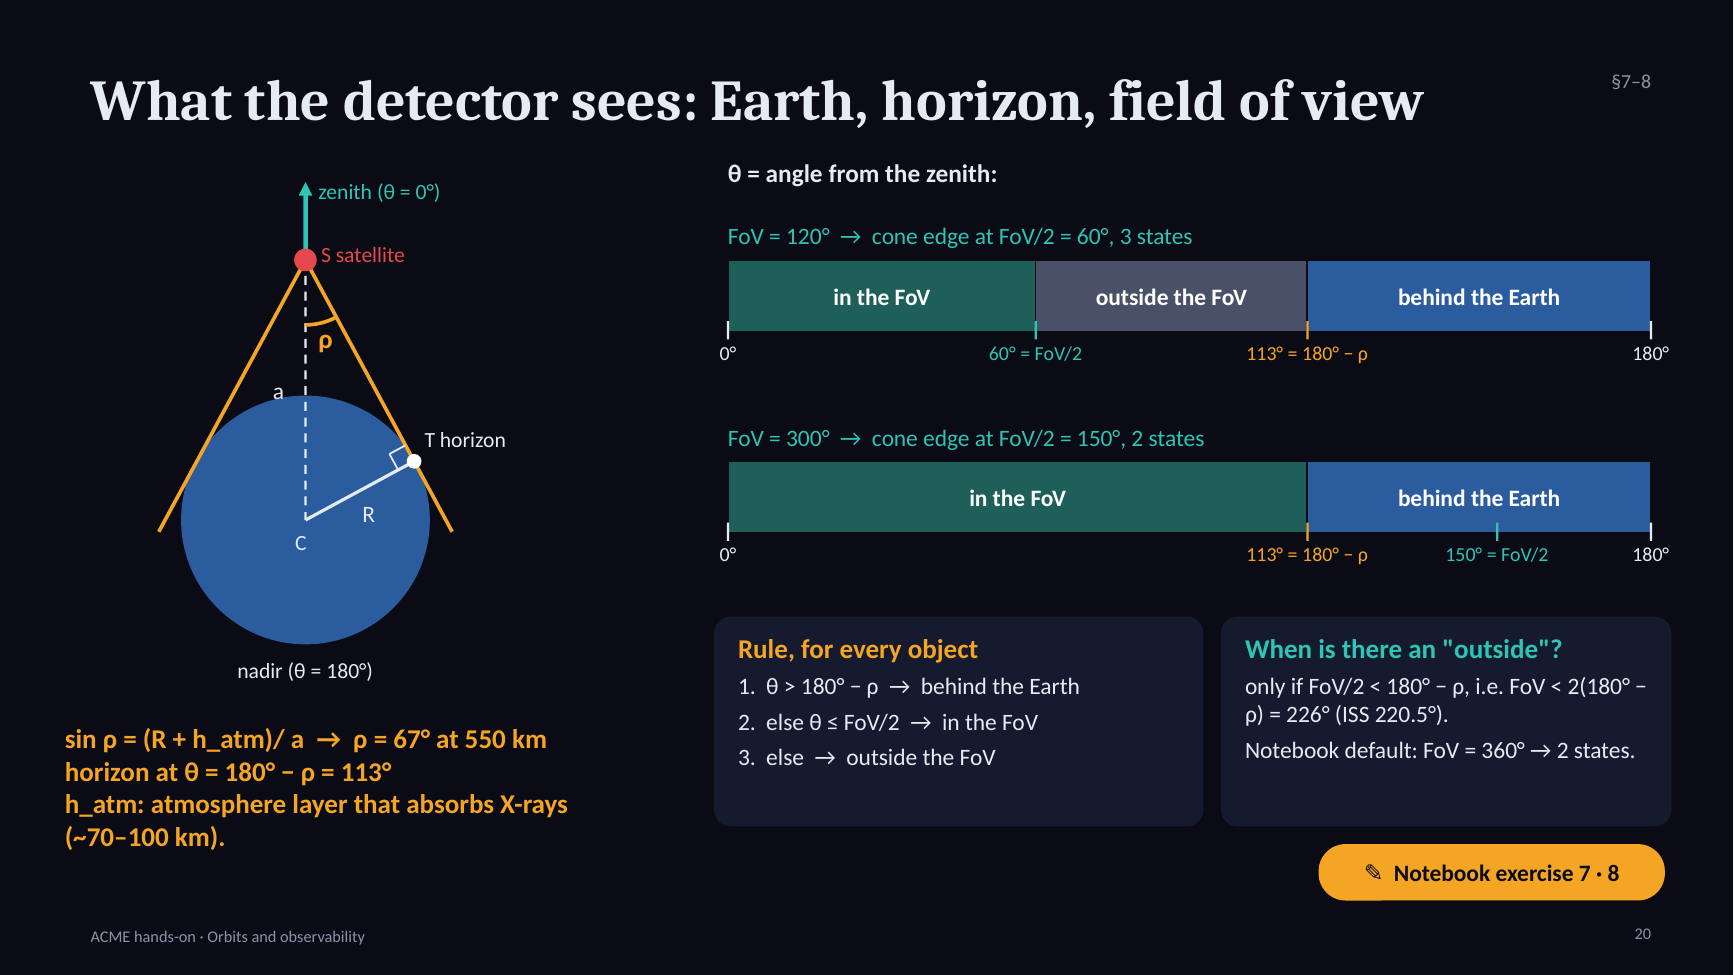 What the detector sees: Earth, horizon, field of view
§7–8
zenith (θ = 0°)
S satellite
ρ
a
T horizon
R
C
nadir (θ = 180°)
sin ρ = (R + h_atm)/ a → ρ = 67° at 550 km
horizon at θ = 180° − ρ = 113°
h_atm: atmosphere layer that absorbs X-rays
(~70–100 km).
θ = angle from the zenith:
FoV = 120° → cone edge at FoV/2 = 60°, 3 states
in the FoV
outside the FoV
behind the Earth
0°
60° = FoV/2
113° = 180° − ρ
180°
FoV = 300° → cone edge at FoV/2 = 150°, 2 states
in the FoV
behind the Earth
0°
113° = 180° − ρ
150° = FoV/2
180°
Rule, for every object
1. θ > 180° − ρ → behind the Earth
2. else θ ≤ FoV/2 → in the FoV
3. else → outside the FoV
When is there an "outside"?
only if FoV/2 < 180° − ρ, i.e. FoV < 2(180° −
ρ) = 226° (ISS 220.5°).
Notebook default: FoV = 360° → 2 states.
✎ Notebook exercise 7 · 8
ACME hands-on · Orbits and observability
20